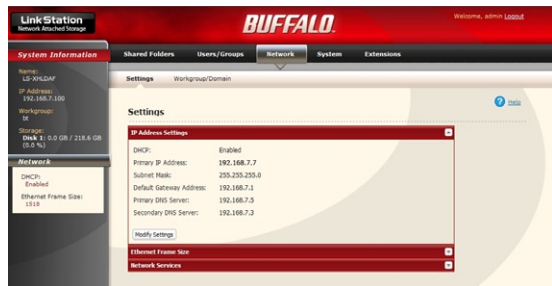 LinkStation
Network Attached Storage
BUFFALO
Welcome, admin Logout
System Information
Shared Folders Users/Groups Network System Extensions
Name:
LS-XHLDAF
IP Address:
192.168.7.100
Workgroup:
bt
Storage:
Disk 1: 0.0 GB / 218.6 GB
(0.0 %)
Network
DHCP:
Enabled
Ethernet Frame Size:
1518
Settings Workgroup/Domain
Help
Settings
IP Address Settings
DHCP: Enabled
Primary IP Address: 192.168.7.7
Subnet Mask: 255.255.255.0
Default Gateway Address: 192.168.7.1
Primary DNS Server: 192.168.7.5
Secondary DNS Server: 192.168.7.3
Modify Settings
Ethernet Frame Size
Network Services